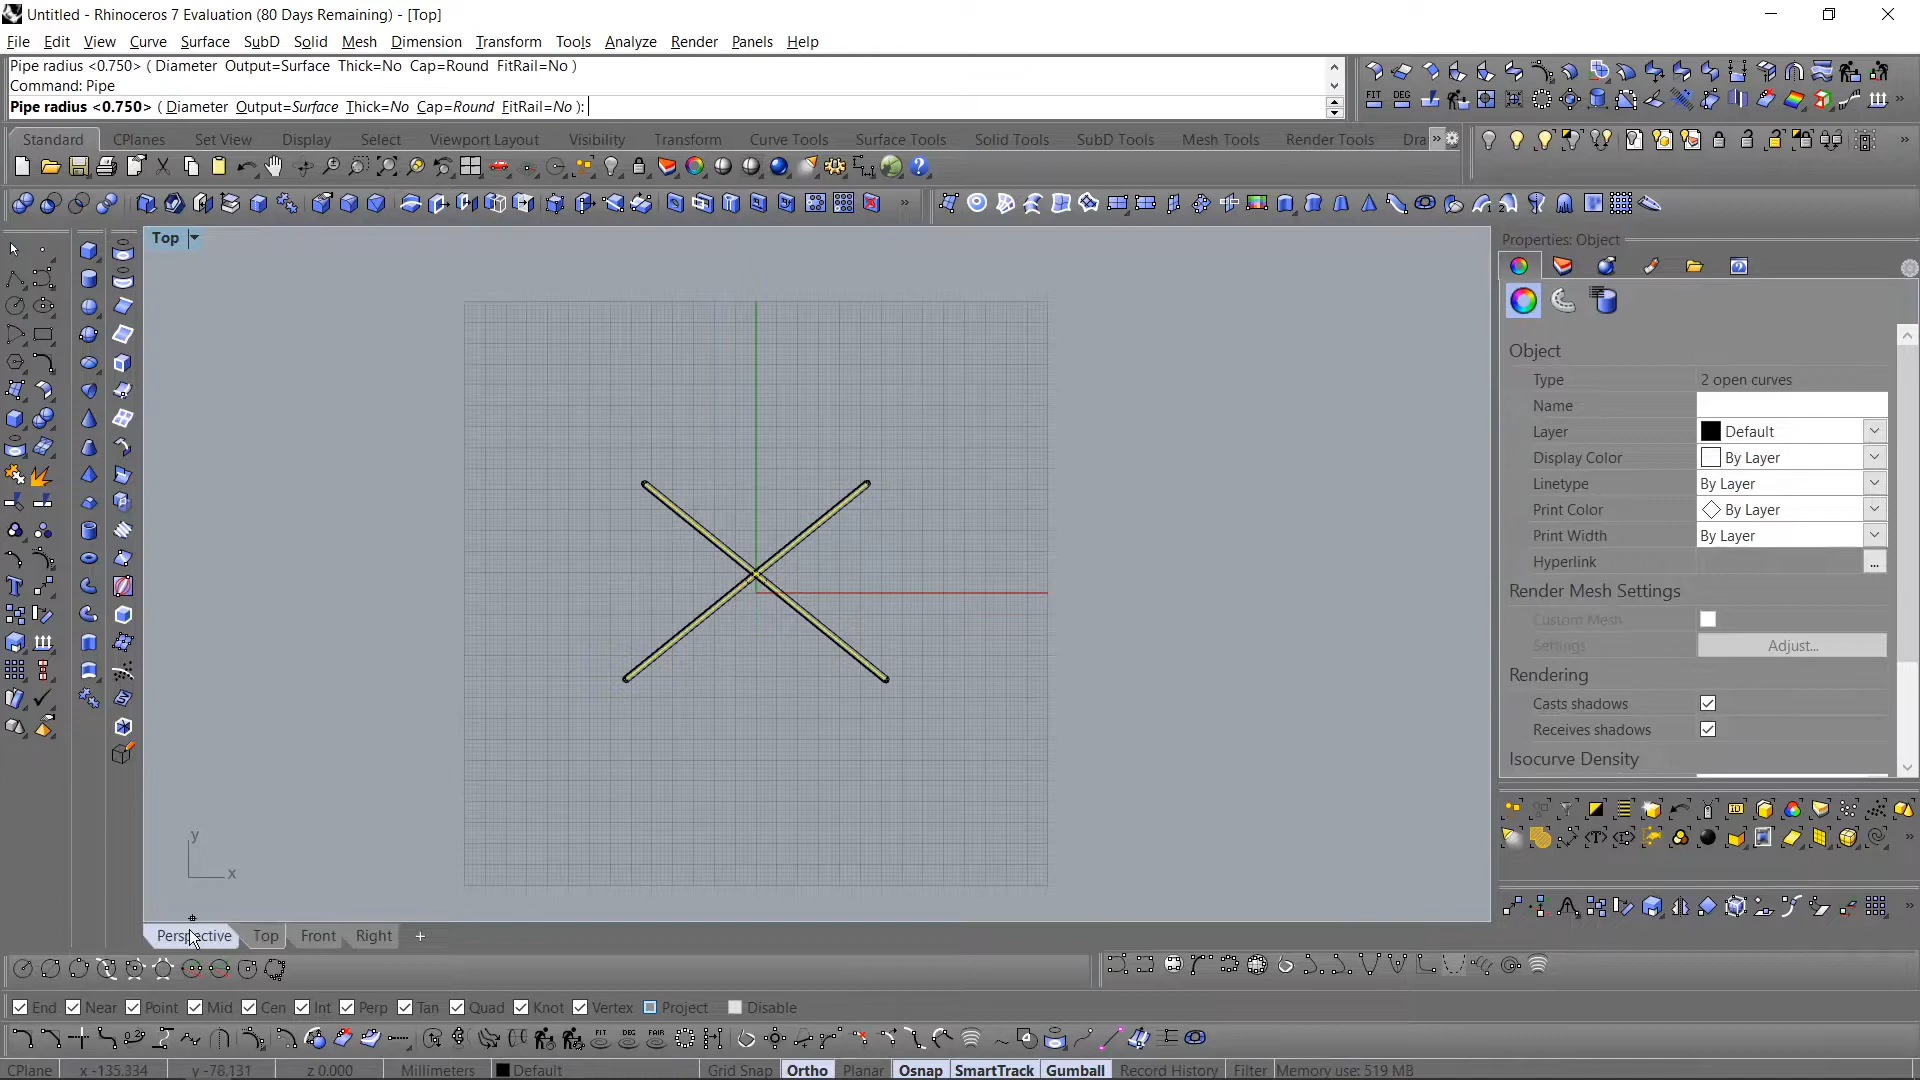 Untitled - Rhinoceros 7 Evaluation (80 Days Remaining) - [Top]
File Edit View Curve Surface SubD Solid Mesh Dimension Transform Tools Analyze Render Panels Help
Pipe radius <0.750> ( Diameter Output=Surface Thick=No Cap=Round FitRail=No )
Command: Pipe
Pipe radius <0.750> ( Diameter Output=Surface Thick=No Cap=Round FitRail=No ):
Standard CPlanes Set View Display Select Viewport Layout Visibility Transform Curve Tools Surface Tools Solid Tools SubD Tools Mesh Tools Render Tools Dra
Top
Properties: Object
Object
Type 2 open curves
Name
Layer Default
Display Color By Layer
Linetype By Layer
Print Color By Layer
Print Width By Layer
Hyperlink ...
Render Mesh Settings
Custom Mesh
Settings Adjust...
Rendering
Casts shadows
Receives shadows
Isocurve Density
y
x
Perspective Top Front Right +
End Near Point Mid Cen Int Perp Tan Quad Knot Vertex Project Disable
CPlane x -135.334 y -78.131 z 0.000 Millimeters Default Grid Snap Ortho Planar Osnap SmartTrack Gumball Record History Filter Memory use: 519 MB